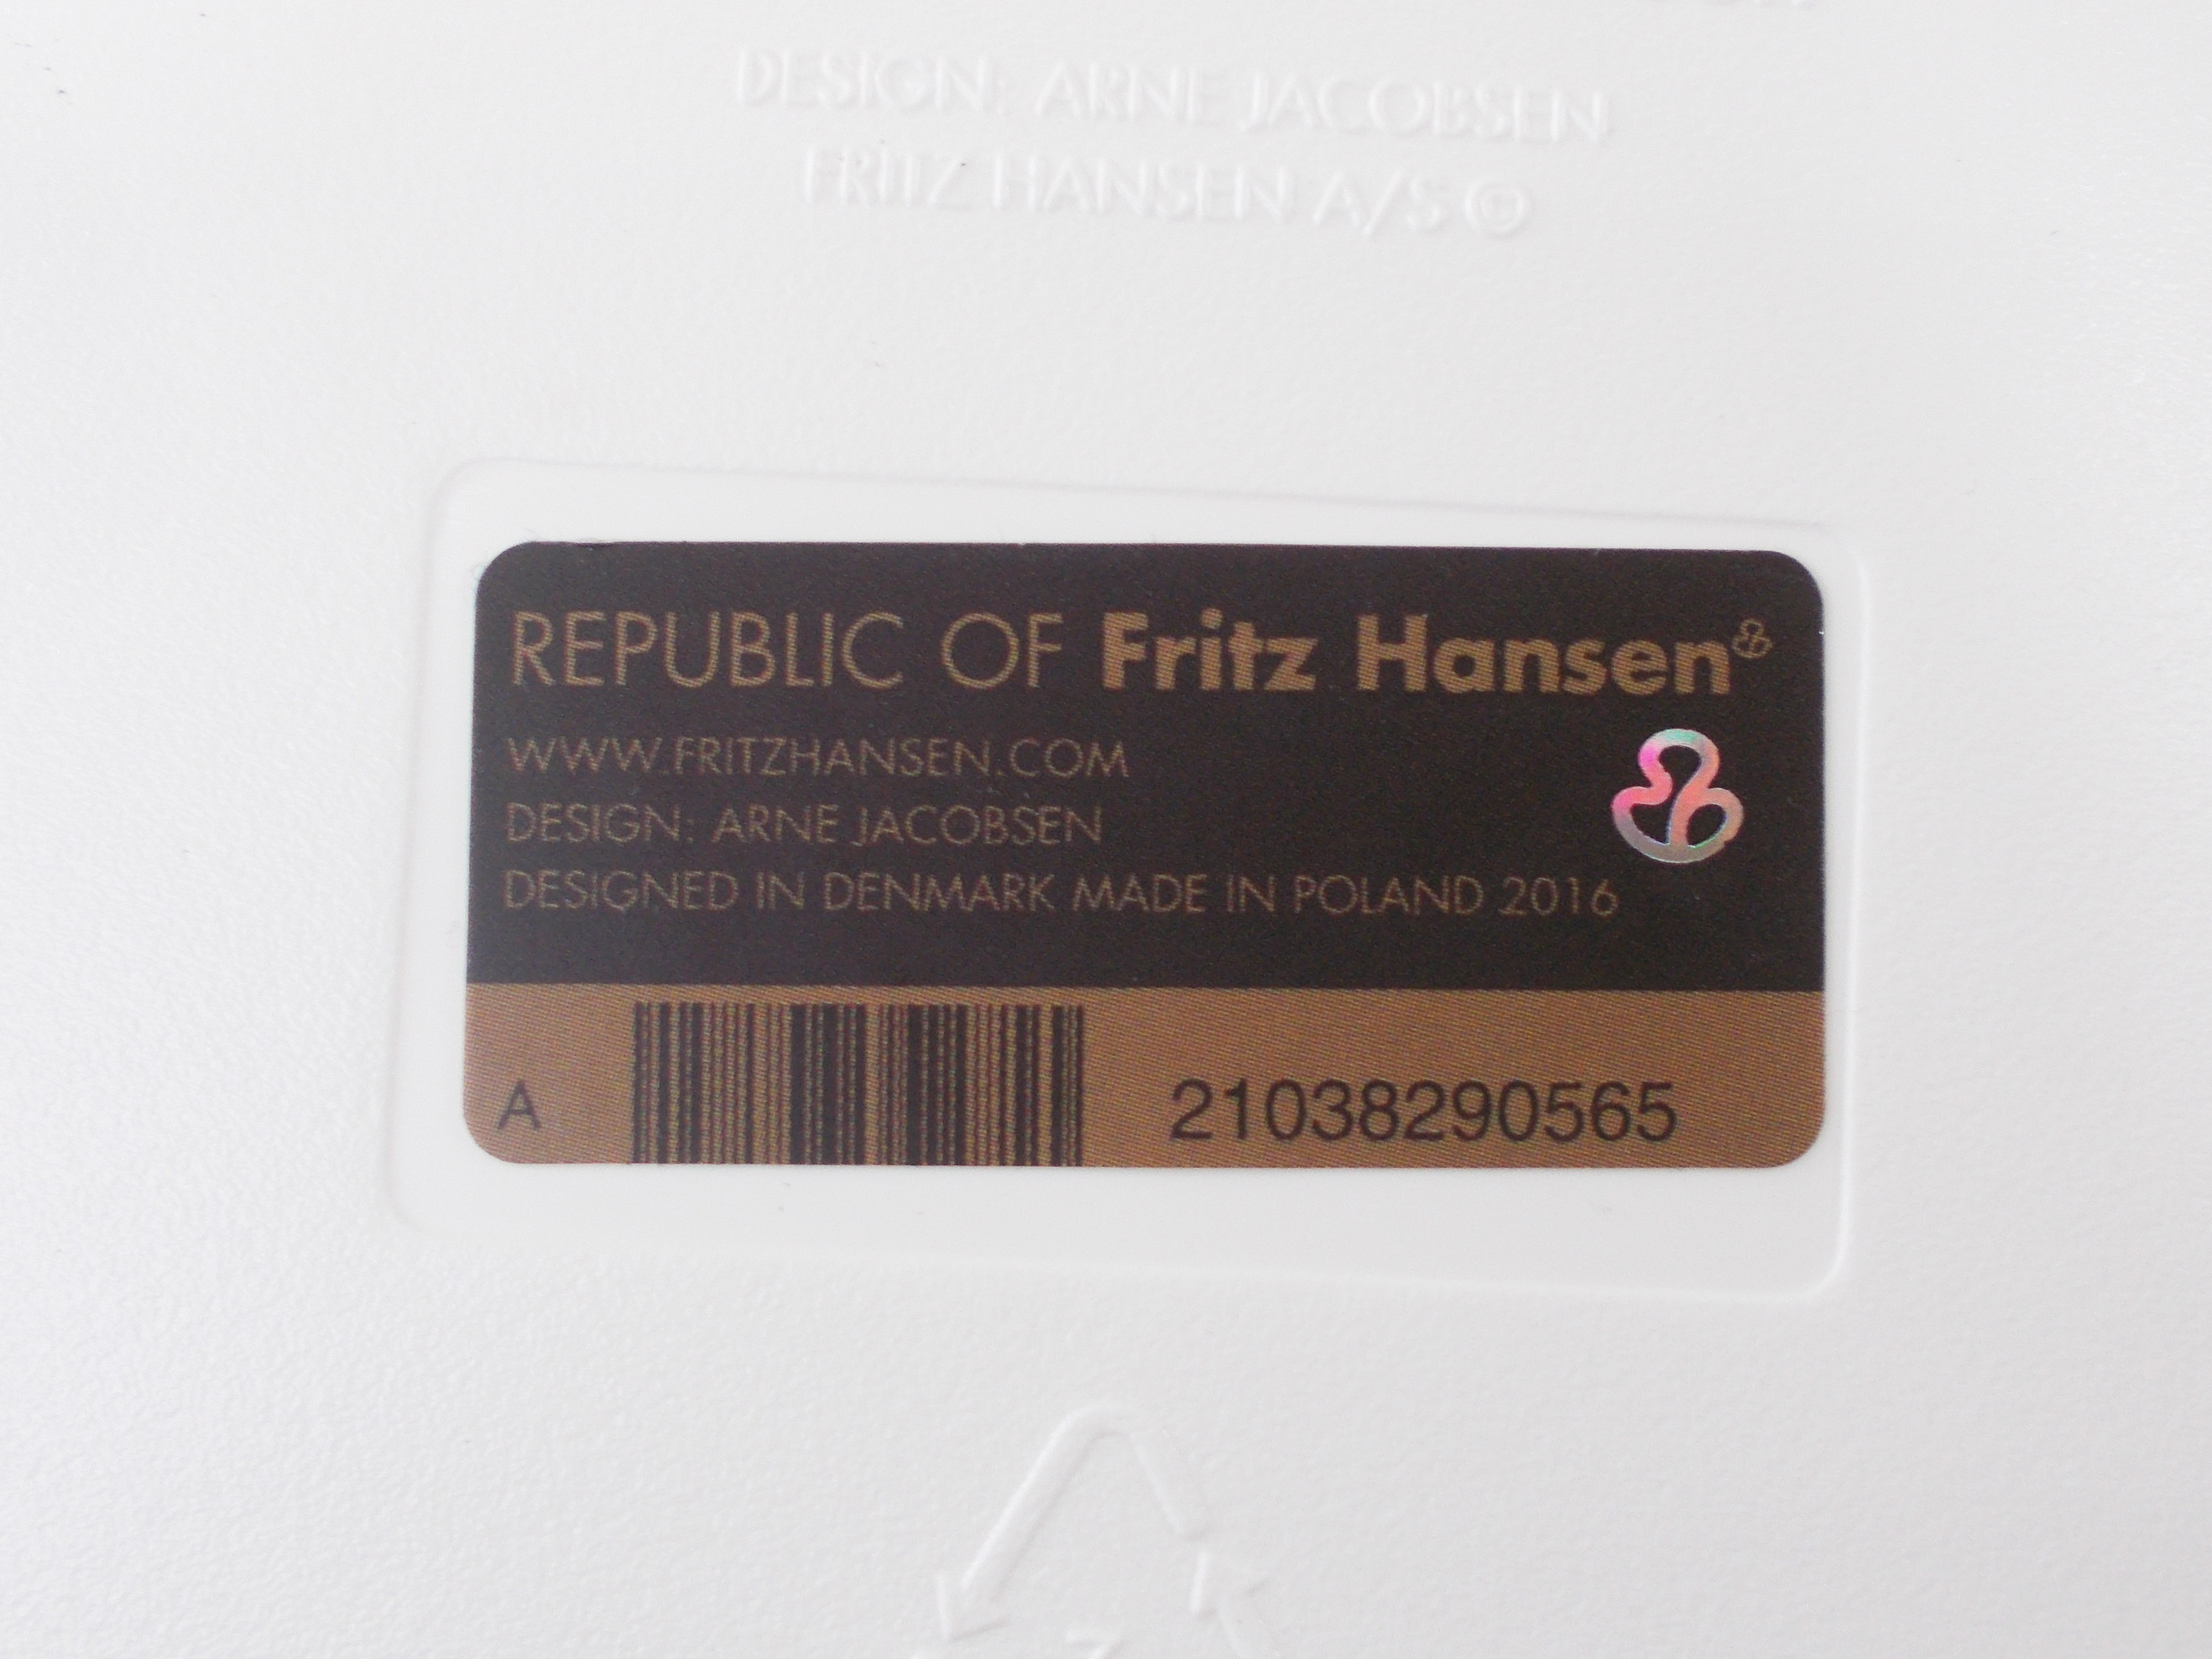 DESIGN: ARNE JACOBSEN
FRITZ HANSEN A/S ©
REPUBLIC OF Fritz Hansen
WWW.FRITZHANSEN.COM
DESIGN: ARNE JACOBSEN
DESIGNED IN DENMARK MADE IN POLAND 2016
A 21038290565